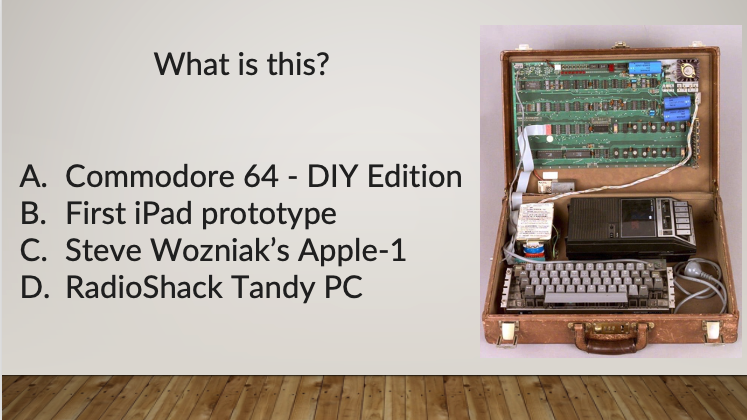 What is this?
A. Commodore 64 - DIY Edition
B. First iPad prototype
C. Steve Wozniak’s Apple-1
D. RadioShack Tandy PC